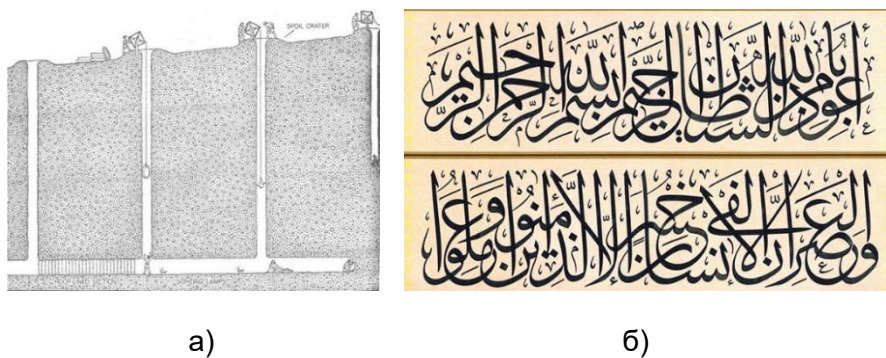 SPOIL CRATER
أعوذ بالله من الشيطان الرجيم بسم الله الرحمن الرحيم
والعصر إن الإنسان لفي خسر إلا الذين آمنوا وعملوا
а)
б)